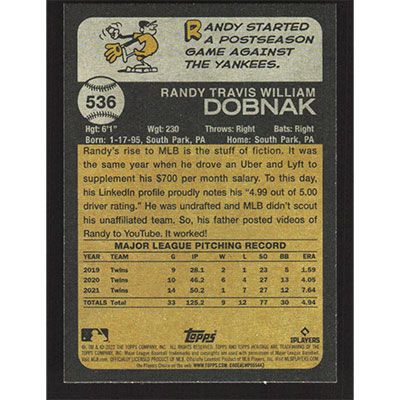 RANDY STARTED
A POSTSEASON
GAME AGAINST
THE YANKEES.
536
RANDY TRAVIS WILLIAM
DOBNAK
Hgt: 6'1" Wgt: 230 Throws: Right Bats: Right
Born: 1-17-95, South Park, PA Home: South Park, PA
Randy's rise to MLB is the stuff of fiction. It
was the same year when he drove an Uber and Lyft to
supplement his $700 per month salary. To this day,
his LinkedIn profile proudly notes his "4.99 out of 5.00
driver rating." He was undrafted and MLB didn't scout
his unaffiliated team. So, his father posted videos of
Randy to YouTube. It worked!
MAJOR LEAGUE PITCHING RECORD
YEAR TEAM G IP W L SO BB ERA
2019 Twins 9 28.1 2 1 23 5 1.59
2020 Twins 10 46.2 6 4 27 13 4.05
2021 Twins 14 50.2 1 7 27 12 7.64
TOTALS Total 33 125.2 9 12 77 30 4.94
Topps
PLAYERS